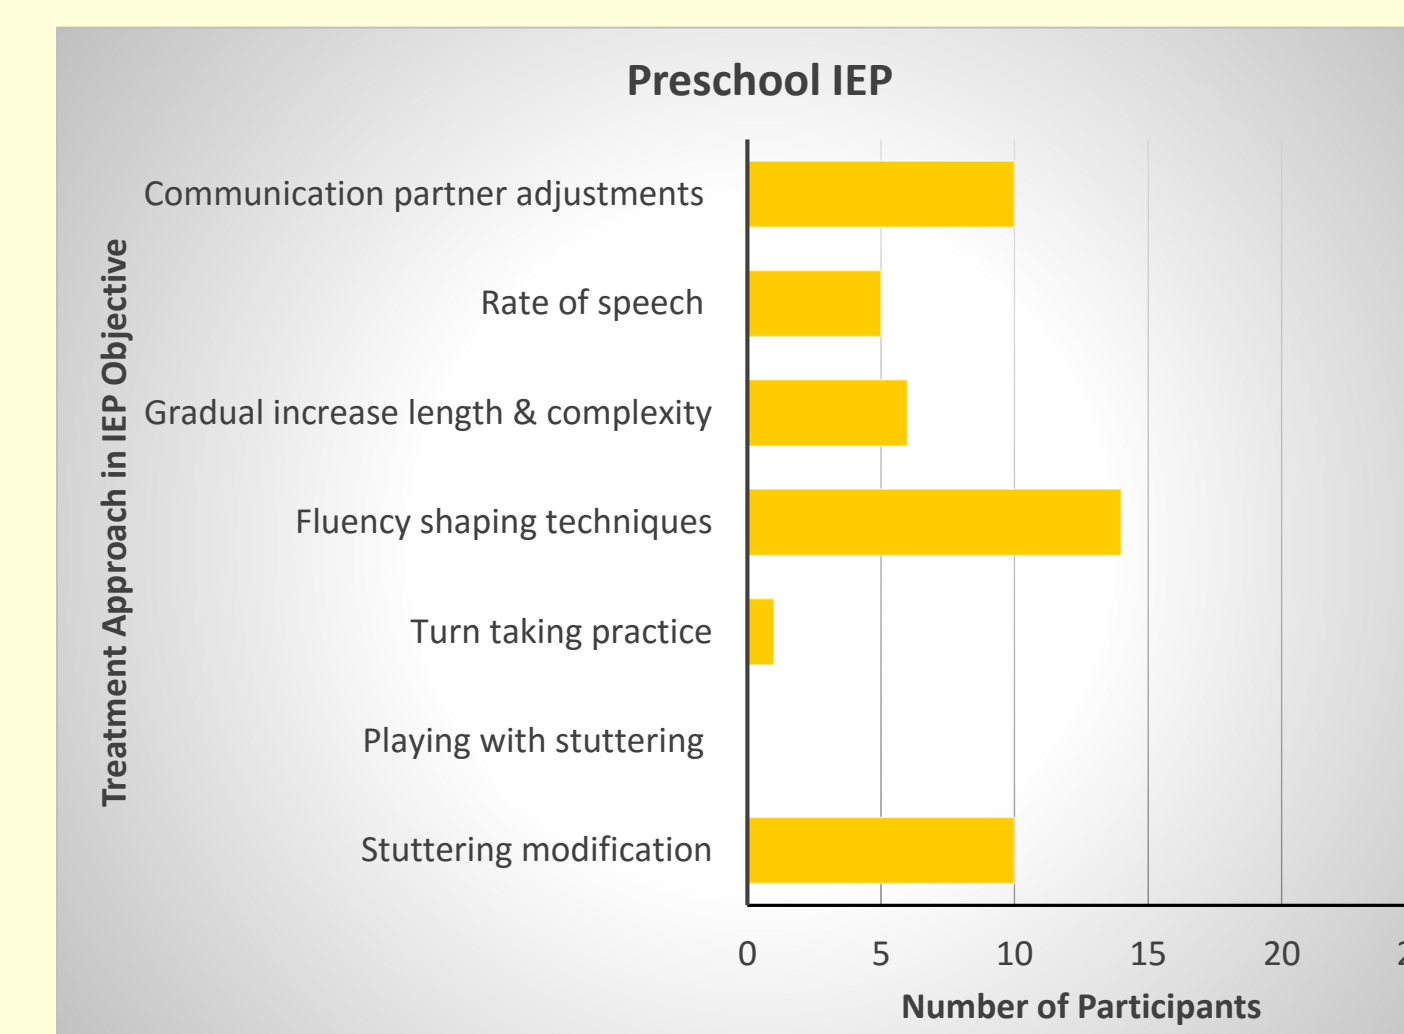 Preschool IEP
Treatment Approach in IEP Objective
Communication partner adjustments
Rate of speech
Gradual increase length & complexity
Fluency shaping techniques
Turn taking practice
Playing with stuttering
Stuttering modification
0 5 10 15 20
Number of Participants